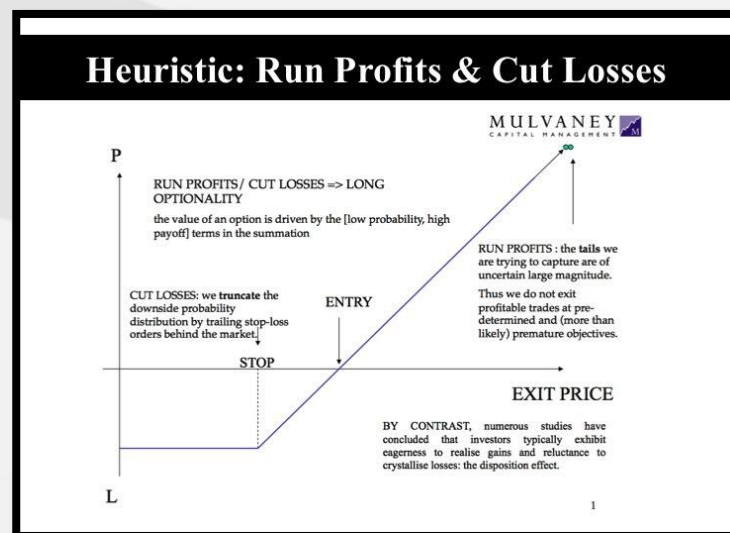 Heuristic: Run Profits & Cut Losses
MULVANEY
CAPITAL MANAGEMENT
M
P
RUN PROFITS/ CUT LOSSES => LONG
OPTIONALITY
the value of an option is driven by the [low probability, high
payoff] terms in the summation
RUN PROFITS : the tails we
are trying to capture are of
uncertain large magnitude.
Thus we do not exit
profitable trades at pre-
determined and (more than
likely) premature objectives.
CUT LOSSES: we truncate the
downside probability
distribution by trailing stop-loss
orders behind the market.
ENTRY
STOP
EXIT PRICE
BY CONTRAST, numerous studies have
concluded that investors typically exhibit
eagerness to realise gains and reluctance to
crystallise losses: the disposition effect.
L
1